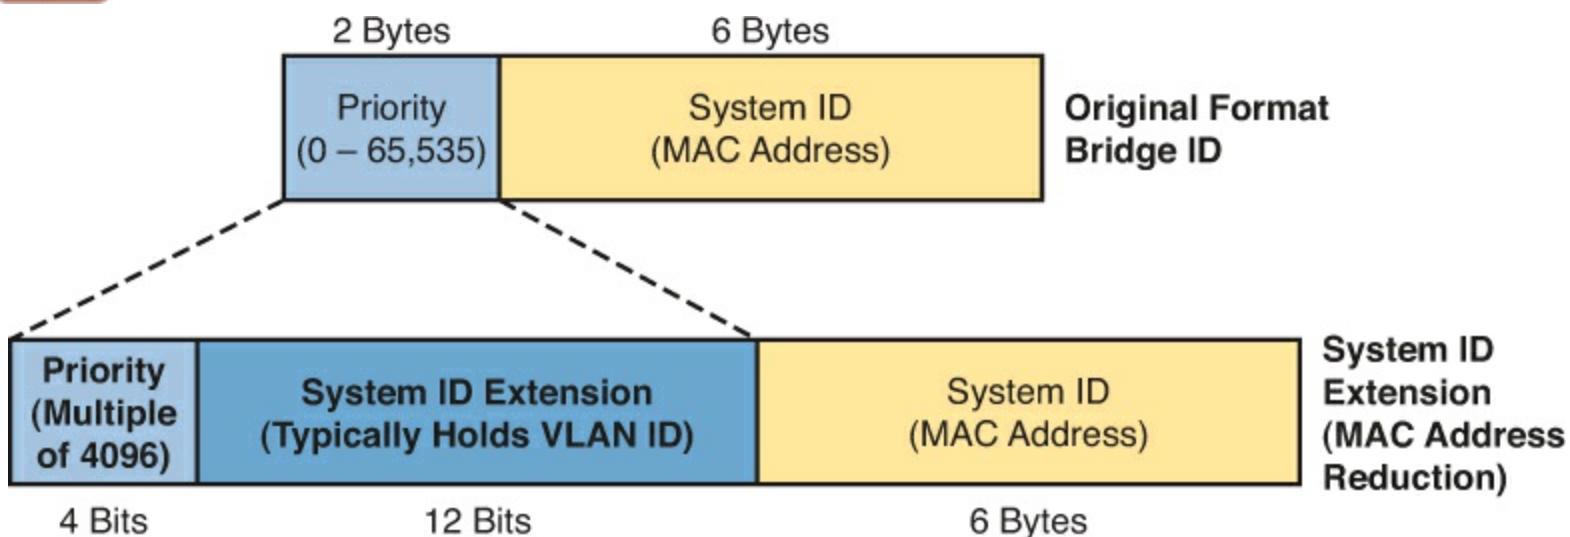 2 Bytes
6 Bytes
Priority
(0 – 65,535)
System ID
(MAC Address)
Original Format
Bridge ID
Priority
(Multiple
of 4096)
System ID Extension
(Typically Holds VLAN ID)
System ID
(MAC Address)
System ID
Extension
(MAC Address
Reduction)
4 Bits
12 Bits
6 Bytes